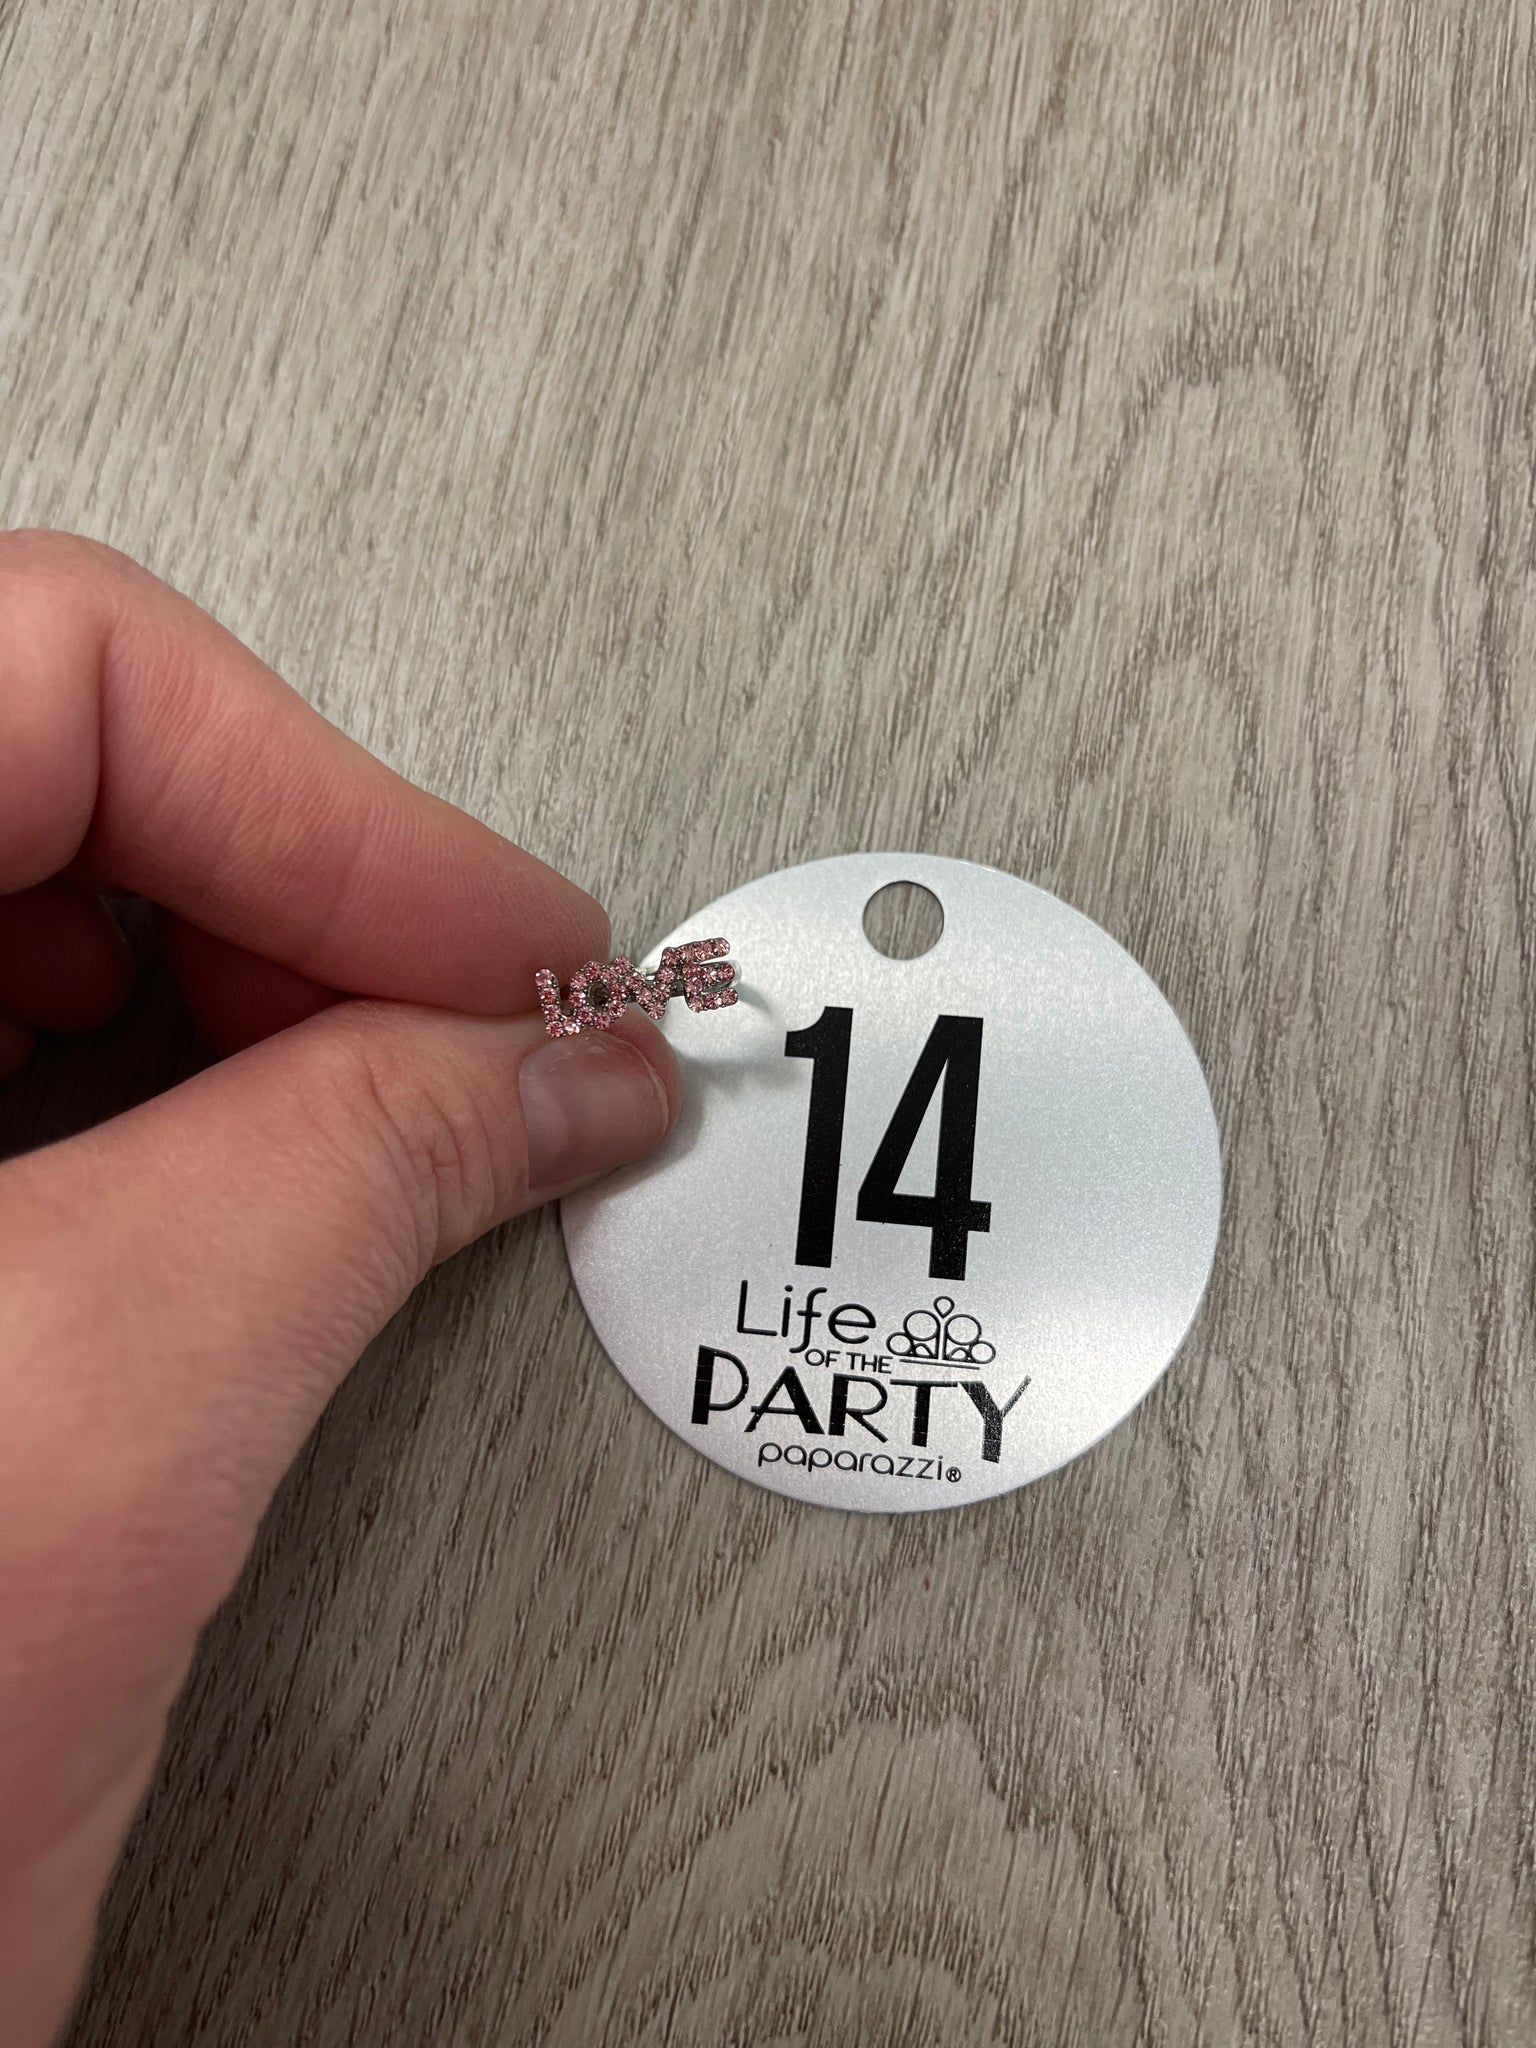 LOVE
14
Life
OF THE
PARTY
paparazzi®